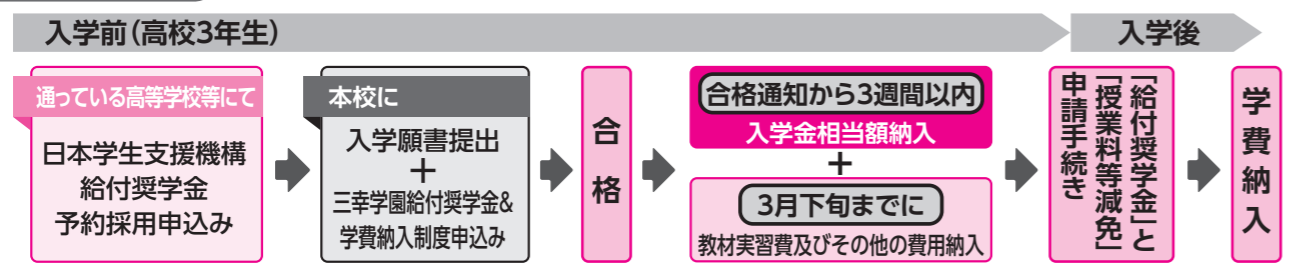 入学前(高校3年生)
入学後
通っている高等学校等にて
日本学生支援機構
給付奨学金
予約採用申込み
本校に
入学願書提出
+
三幸学園給付奨学金&
学費納入制度申込み
合格
合格通知から3週間以内
入学金相当額納入
+
3月下旬までに
教材実習費及びその他の費用納入
「給付奨学金」と
「授業料等減免」
申請手続き
学費納入